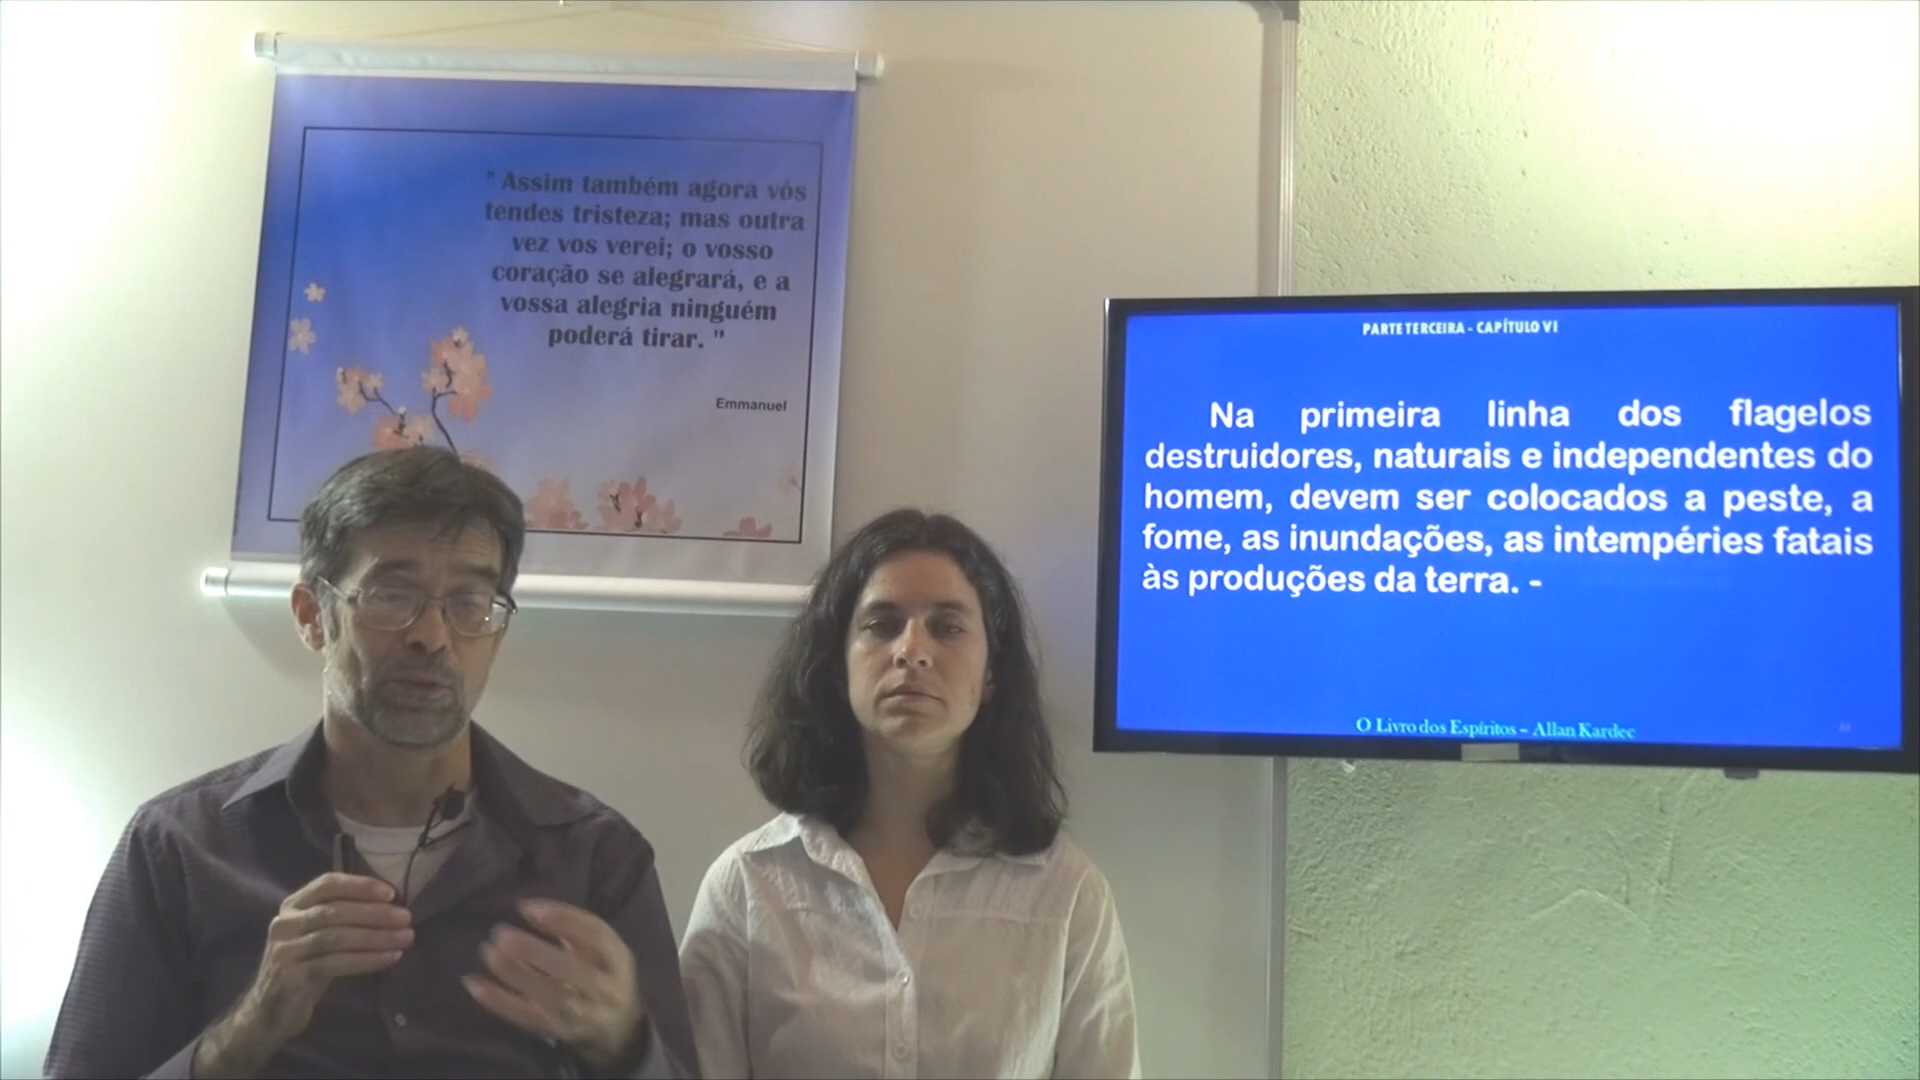 " Assim também agora vós
tendes tristeza; mas outra
vez vos verei; o vosso
coração se alegrará, e a
vossa alegria ninguém
poderá tirar. "
Emmanuel
PARTE TERCEIRA - CAPÍTULO VI
Na primeira linha dos flagelos
destruidores, naturais e independentes do
homem, devem ser colocados a peste, a
fome, as inundações, as intempéries fatais
às produções da terra. -
O Livro dos Espíritos – Allan Kardec